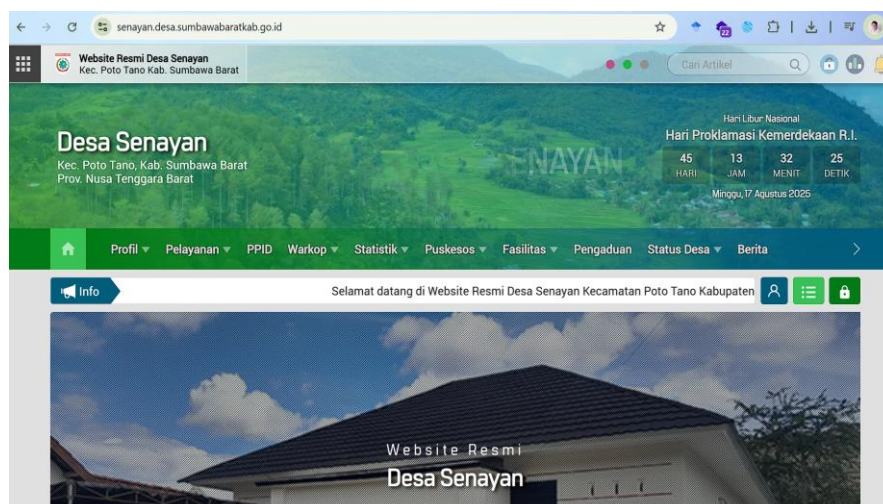 senayan.desa.sumbawabaratkab.go.id
22
Website Resmi Desa Senayan
Kec. Poto Tano Kab. Sumbawa Barat
Cari Artikel
Desa Senayan
Kec. Poto Tano, Kab. Sumbawa Barat
Prov. Nusa Tenggara Barat
SENAYAN
Hari Libur Nasional
Hari Proklamasi Kemerdekaan R.I.
45 13 32 25
HARI JAM MENIT DETIK
Minggu, 17 Agustus 2025
Profil Pelayanan PPID Warkop Statistik Puskesos Fasilitas Pengaduan Status Desa Berita
Info Selamat datang di Website Resmi Desa Senayan Kecamatan Poto Tano Kabupaten
Website Resmi
Desa Senayan